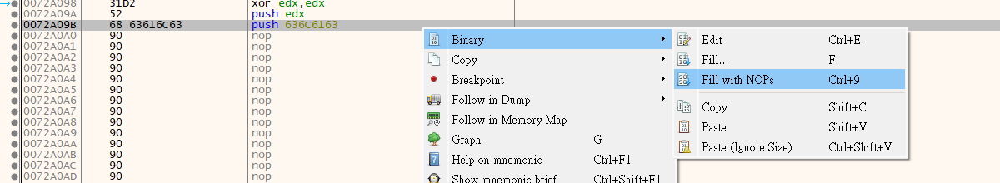 0072A098 31D2 xor edx,edx
0072A09A 52 push edx
0072A09B 68 63616C63 push 636C6163
0072A0A0 90 nop
0072A0A1 90 nop
0072A0A2 90 nop
0072A0A3 90 nop
0072A0A4 90 nop
0072A0A5 90 nop
0072A0A6 90 nop
0072A0A7 90 nop
0072A0A8 90 nop
0072A0A9 90 nop
0072A0AA 90 nop
0072A0AB 90 nop
0072A0AC 90 nop
0072A0AD 90 nop
Binary
Copy
Breakpoint
Follow in Dump
Follow in Memory Map
Graph G
Help on mnemonic Ctrl+F1
Show mnemonic brief Ctrl+Shift+F1
Edit Ctrl+E
Fill... F
Fill with NOPs Ctrl+9
Copy Shift+C
Paste Shift+V
Paste (Ignore Size) Ctrl+Shift+V